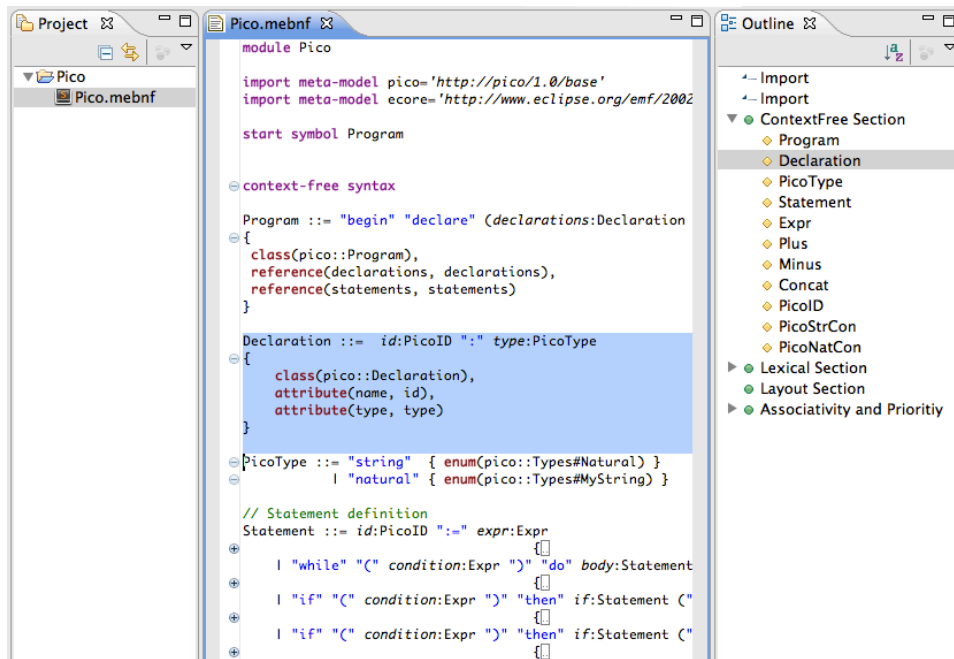 Project
Pico
Pico.mebnf
Pico.mebnf
module Pico
import meta-model pico='http://pico/1.0/base'
import meta-model ecore='http://www.eclipse.org/emf/2002
start symbol Program
context-free syntax
Program ::= "begin" "declare" (declarations:Declaration
{
class(pico::Program),
reference(declarations, declarations),
reference(statements, statements)
}
Declaration ::= id:PicoID ":" type:PicoType
{
class(pico::Declaration),
attribute(name, id),
attribute(type, type)
}
PicoType ::= "string" { enum(pico::Types#Natural) }
| "natural" { enum(pico::Types#MyString) }
// Statement definition
Statement ::= id:PicoID ":=" expr:Expr
{..
| "while" "(" condition:Expr ")" "do" body:Statement
{..
| "if" "(" condition:Expr ")" "then" if:Statement ("
{..
| "if" "(" condition:Expr ")" "then" if:Statement ("
{..
Outline
Import
Import
ContextFree Section
Program
Declaration
PicoType
Statement
Expr
Plus
Minus
Concat
PicoID
PicoStrCon
PicoNatCon
Lexical Section
Layout Section
Associativity and Prioritiy